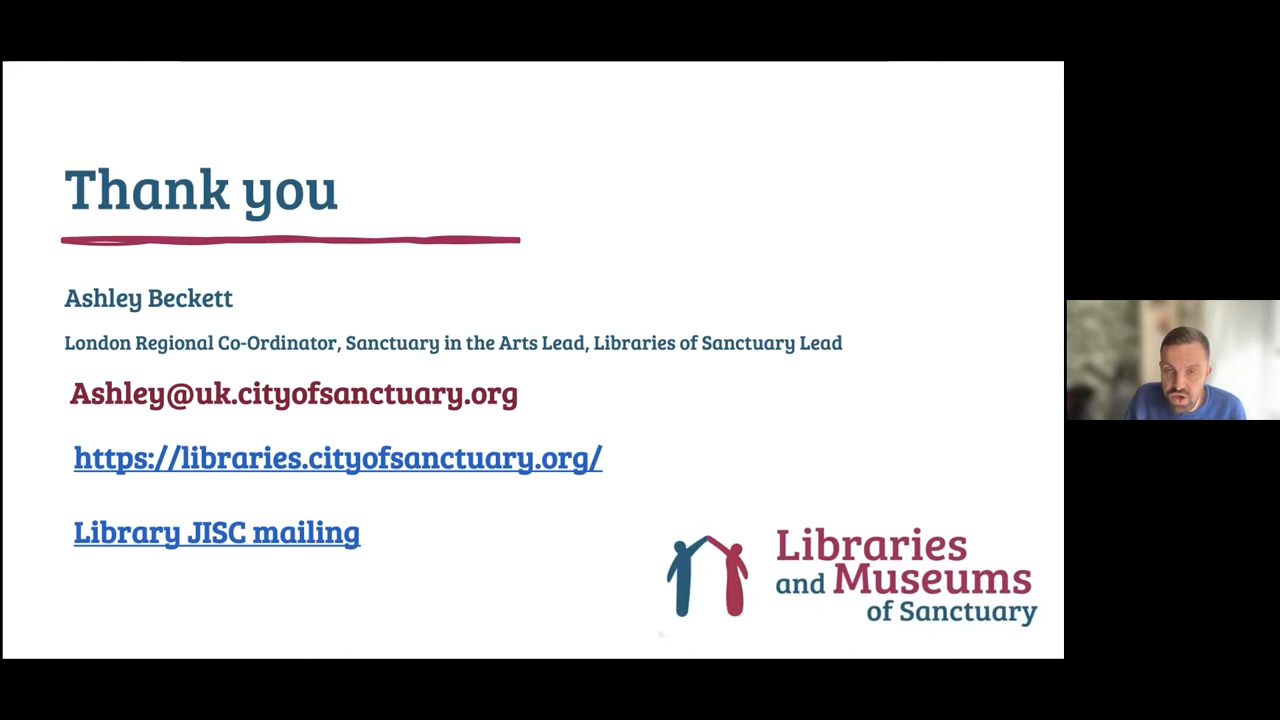 Thank you
Ashley Beckett
London Regional Co-Ordinator, Sanctuary in the Arts Lead, Libraries of Sanctuary Lead
Ashley@uk.cityofsanctuary.org
https://libraries.cityofsanctuary.org/
Library JISC mailing
Libraries
and Museums
of Sanctuary